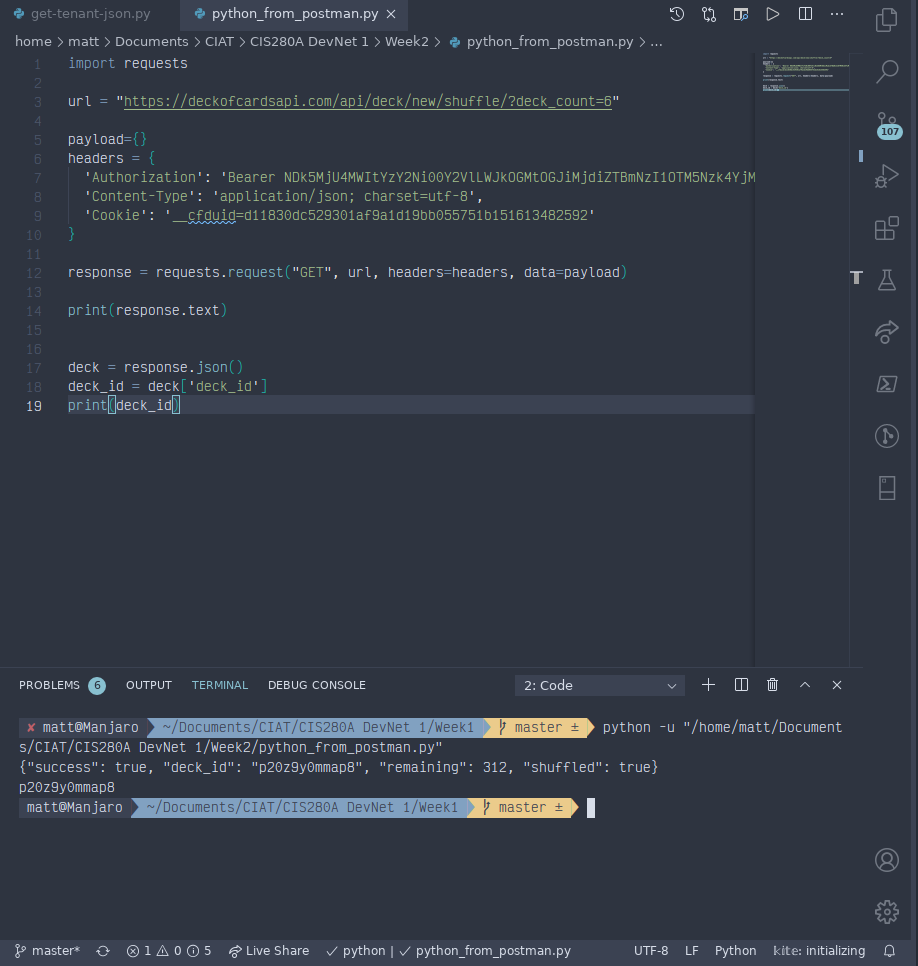 get-tenant-json.py
python_from_postman.py
home > matt > Documents > CIAT > CIS280A DevNet 1 > Week2 > python_from_postman.py > ...
1 import requests
2
3 url = "https://deckofcardsapi.com/api/deck/new/shuffle/?deck_count=6"
4
5 payload={}
6 headers = {
7 'Authorization': 'Bearer NDk5MjU4MWItYzY2Ni00Y2VlLWJkOGMtOGJiMjdiZTBmNzI1OTM5Nzk4YjM
8 'Content-Type': 'application/json; charset=utf-8',
9 'Cookie': '__cfduid=d11830dc529301af9a1d19bb055751b151613482592'
10 }
11
12 response = requests.request("GET", url, headers=headers, data=payload)
13
14 print(response.text)
15
16
17 deck = response.json()
18 deck_id = deck['deck_id']
19 print(deck_id)
107
PROBLEMS 6 OUTPUT TERMINAL DEBUG CONSOLE 2: Code
✘ matt@Manjaro ~/Documents/CIAT/CIS280A DevNet 1/Week1 master ± python -u "/home/matt/Document
s/CIAT/CIS280A DevNet 1/Week2/python_from_postman.py"
{"success": true, "deck_id": "p20z9y0mmap8", "remaining": 312, "shuffled": true}
p20z9y0mmap8
matt@Manjaro ~/Documents/CIAT/CIS280A DevNet 1/Week1 master ±
master* 1 0 5 Live Share ✓ python | ✓ python_from_postman.py UTF-8 LF Python kite: initializing